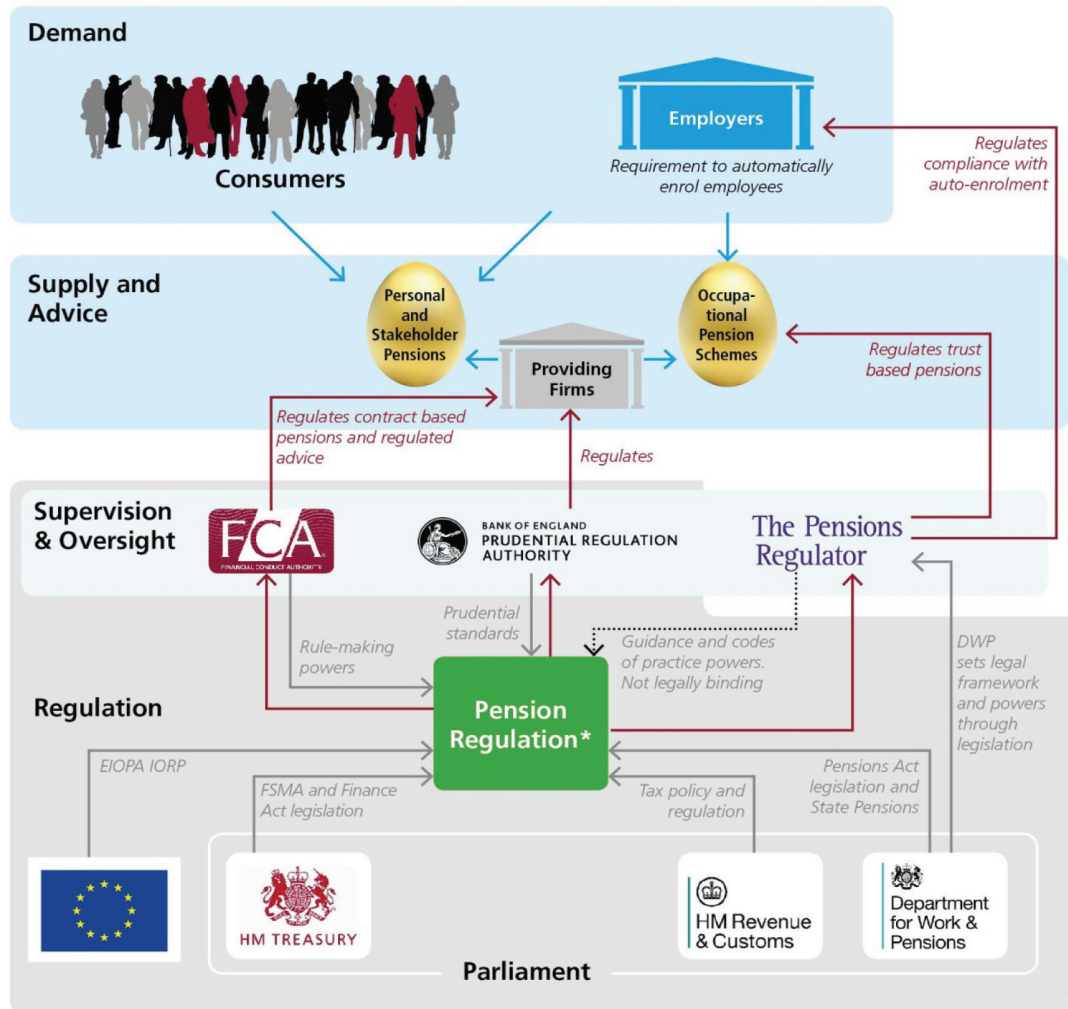 Demand
Consumers
Employers
Requirement to automatically
enrol employees
Regulates
compliance with
auto-enrolment
Supply and
Advice
Personal
and
Stakeholder
Pensions
Occupa-
tional
Pension
Schemes
Providing
Firms
Regulates trust
based pensions
Regulates contract based
pensions and regulated
advice
Regulates
Supervision
& Oversight
FCA
FINANCIAL CONDUCT AUTHORITY
BANK OF ENGLAND
PRUDENTIAL REGULATION
AUTHORITY
The Pensions
Regulator
Rule-making
powers
Prudential
standards
Guidance and codes
of practice powers.
Not legally binding
DWP
sets legal
framework
and powers
through
legislation
Regulation
Pension
Regulation*
EIOPA IORP
FSMA and Finance
Act legislation
Tax policy and
regulation
Pensions Act
legislation and
State Pensions
HM TREASURY
HM Revenue
& Customs
Department
for Work &
Pensions
Parliament